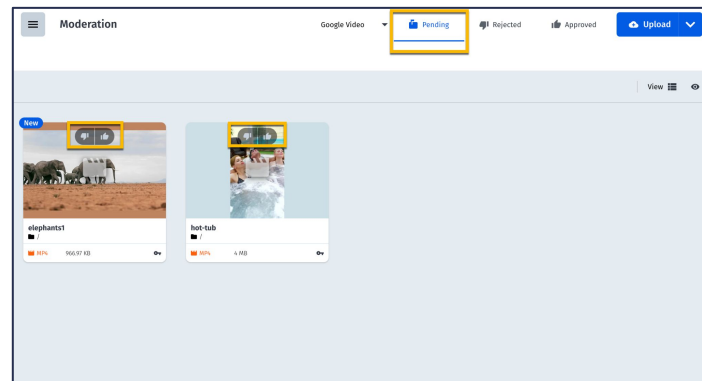 Moderation
Google Video
Pending
Rejected
Approved
Upload
View
New
elephants1
/
MP4 966.97 KB
hot-tub
/
MP4 4 MB